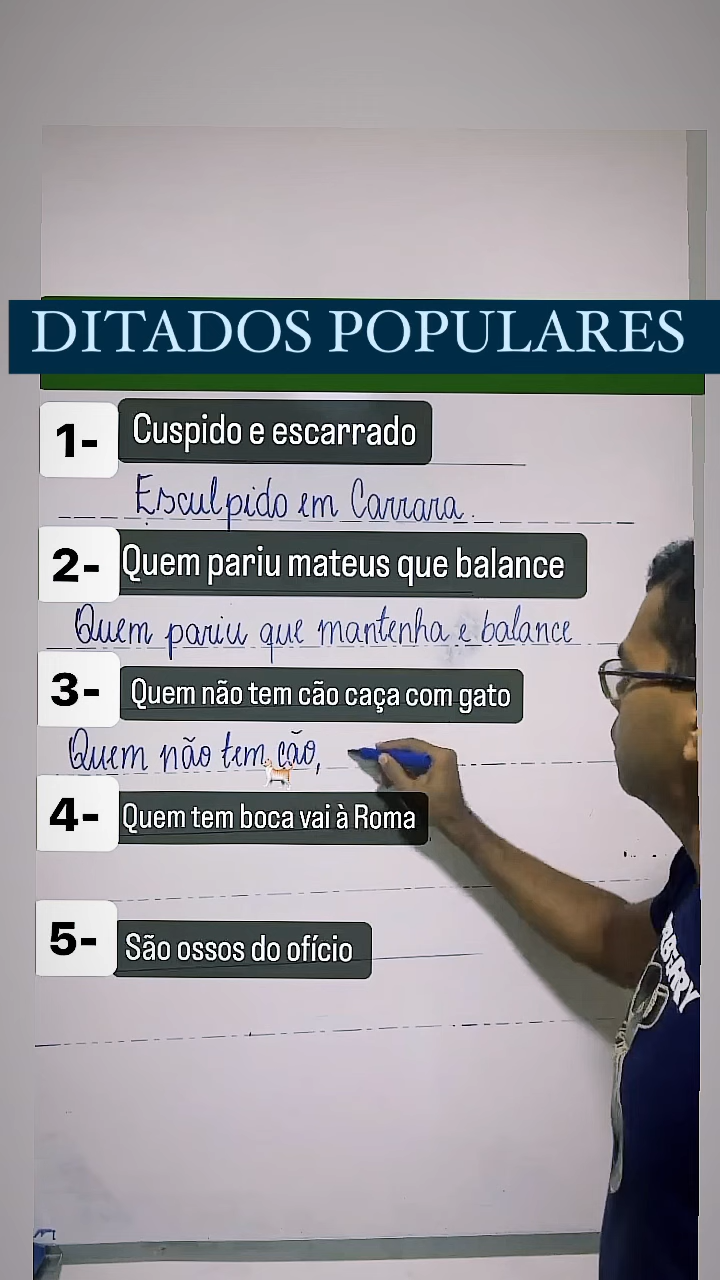 DITADOS POPULARES
1- Cuspido e escarrado
Esculpido em Carrara.
2- Quem pariu mateus que balance
Quem pariu que mantenha e balance
3- Quem não tem cão caça com gato
Quem não tem cão,
4- Quem tem boca vai à Roma
5- São ossos do ofício